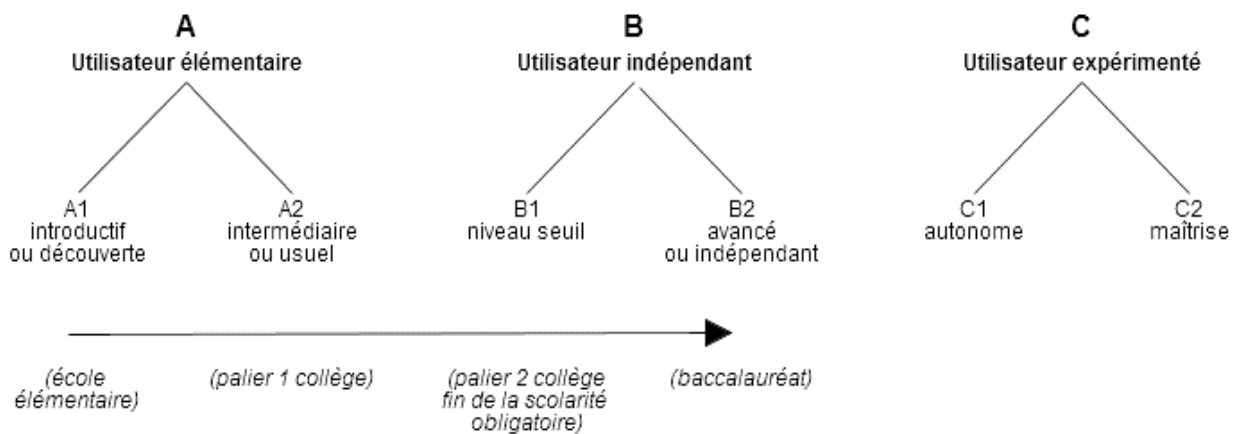 A
Utilisateur élémentaire
B
Utilisateur indépendant
C
Utilisateur expérimenté
A1
introductif
ou découverte
A2
intermédiaire
ou usuel
B1
niveau seuil
B2
avancé
ou indépendant
C1
autonome
C2
maîtrise
(école
élémentaire)
(palier 1 collège)
(palier 2 collège
fin de la scolarité
obligatoire)
(baccalauréat)